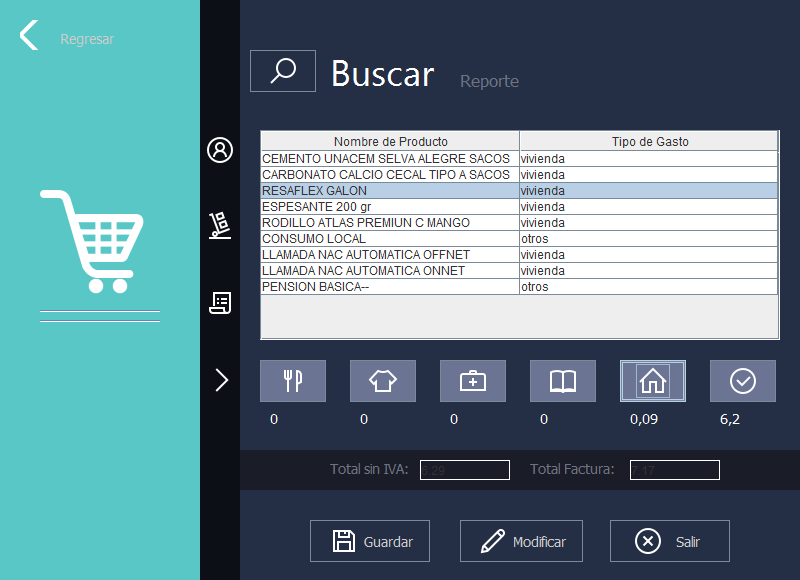 Regresar
Buscar
Reporte
Nombre de Producto Tipo de Gasto
CEMENTO UNACEM SELVA ALEGRE SACOS vivienda
CARBONATO CALCIO CECAL TIPO A SACOS vivienda
RESAFLEX GALON vivienda
ESPESANTE 200 gr vivienda
RODILLO ATLAS PREMIUN C MANGO vivienda
CONSUMO LOCAL otros
LLAMADA NAC AUTOMATICA OFFNET vivienda
LLAMADA NAC AUTOMATICA ONNET vivienda
PENSION BASICA-- otros
0 0 0 0 0,09 6,2
Total sin IVA: 6,29 Total Factura: 7,17
Guardar Modificar Salir